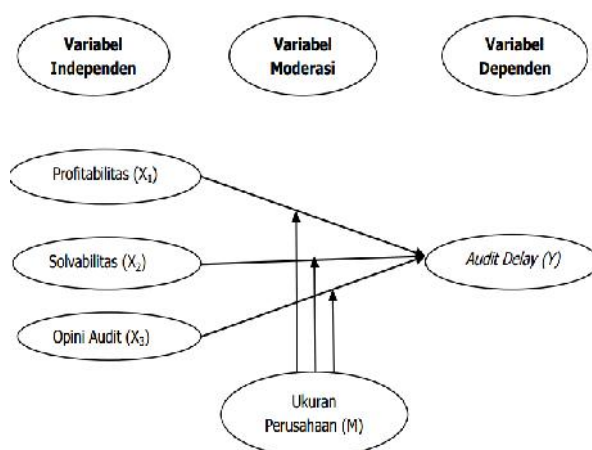 Variabel
Independen
Variabel
Moderasi
Variabel
Dependen
Profitabilitas (X₁)
Solvabilitas (X₂)
Audit Delay (Y)
Opini Audit (X₃)
Ukuran
Perusahaan (M)